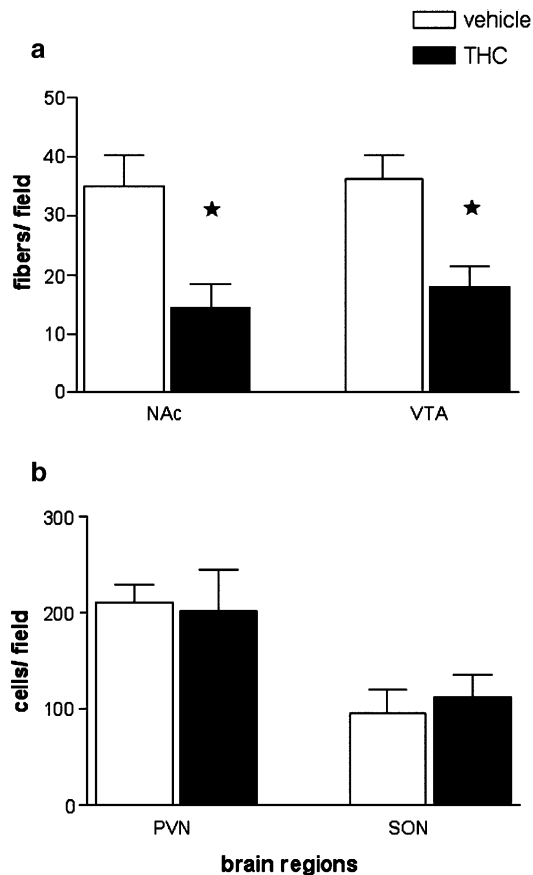 vehicle
THC
a
50
40
30
20
10
0
fibers/ field
NAc
VTA
b
300
200
100
0
cells/ field
PVN
SON
brain regions